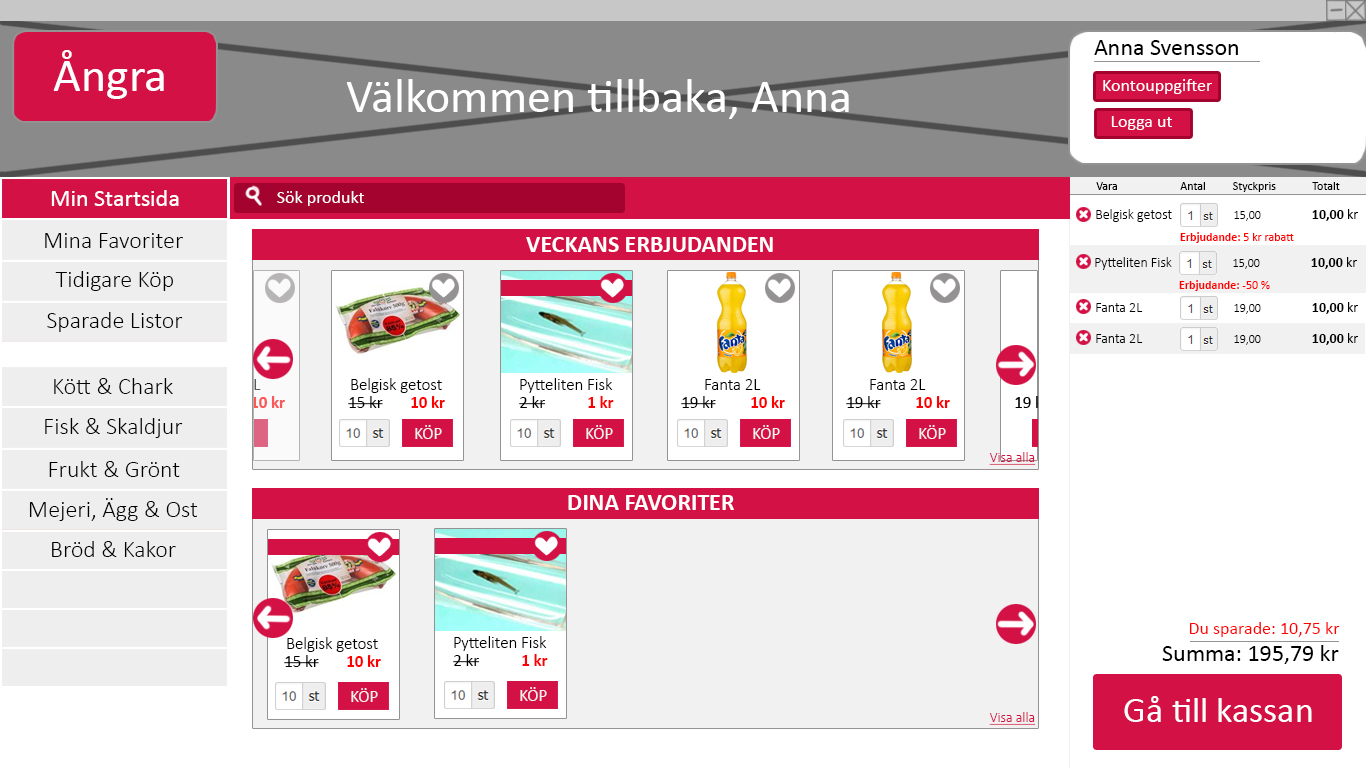 Ångra
Välkommen tillbaka, Anna
Anna Svensson
Kontouppgifter
Logga ut
Min Startsida
Mina Favoriter
Tidigare Köp
Sparade Listor
Kött & Chark
Fisk & Skaldjur
Frukt & Grönt
Mejeri, Ägg & Ost
Bröd & Kakor
Sök produkt
VECKANS ERBJUDANDEN
L
10 kr
Belgisk getost
15 kr 10 kr
10 st KÖP
Pytteliten Fisk
2 kr 1 kr
10 st KÖP
Fanta
Fanta 2L
19 kr 10 kr
10 st KÖP
Fanta
Fanta 2L
19 kr 10 kr
10 st KÖP
19 k
Visa alla
DINA FAVORITER
Belgisk getost
15 kr 10 kr
10 st KÖP
Pytteliten Fisk
2 kr 1 kr
10 st KÖP
Visa alla
Vara Antal Styckpris Totalt
Belgisk getost 1 st 15,00 10,00 kr
Erbjudande: 5 kr rabatt
Pytteliten Fisk 1 st 15,00 10,00 kr
Erbjudande: -50 %
Fanta 2L 1 st 19,00 10,00 kr
Fanta 2L 1 st 19,00 10,00 kr
Du sparade: 10,75 kr
Summa: 195,79 kr
Gå till kassan